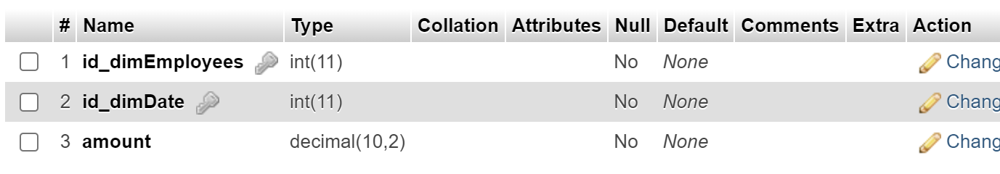 # Name Type Collation Attributes Null Default Comments Extra Action
1 id_dimEmployees int(11) No None Chang
2 id_dimDate int(11) No None Chang
3 amount decimal(10,2) No None Chang